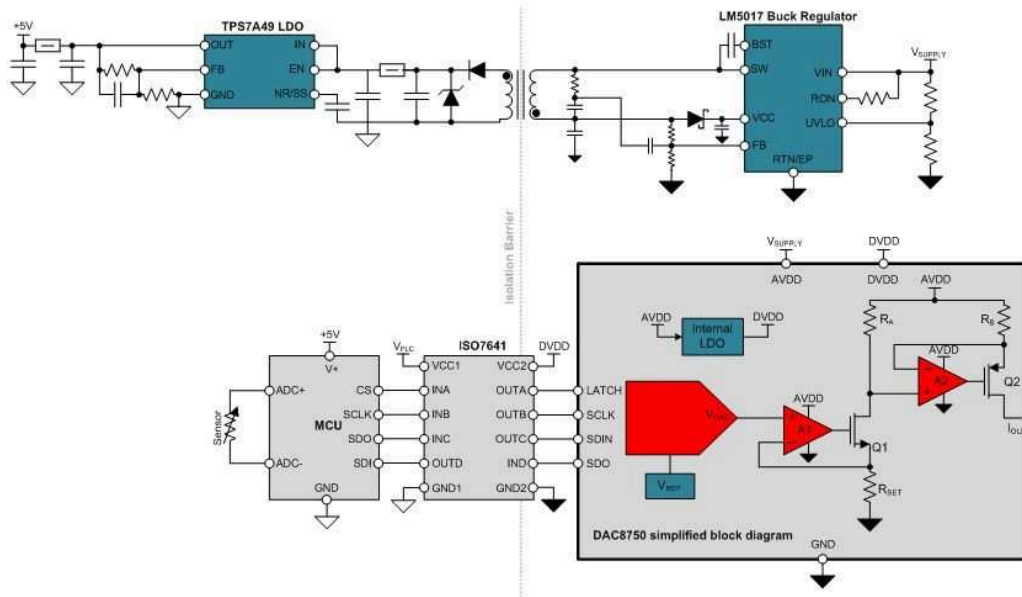 TPS7A49 LDO
LM5017 Buck Regulator
+5V
OUT
IN
FB
EN
GND
NR/SS
BST
SW
VCC
FB
RTN/EP
VIN
RON
UVLO
VSUPPLY
Isolation Barrier
VSUPPLY
DVDD
AVDD
DVDD
AVDD
AVDD
Internal
LDO
DVDD
RA
RB
AVDD
A2
Q2
IOUT
+5V
V+
ADC+
ADC-
Sensor
MCU
CS
SCLK
SDO
SDI
GND
ISO7641
VPLC
DVDD
VCC1
VCC2
INA
OUTA
INB
OUTB
INC
OUTC
OUTD
IND
GND1
GND2
LATCH
SCLK
SDIN
SDO
VDAC
VREF
AVDD
A1
Q1
RSET
DAC8750 simplified block diagram
GND